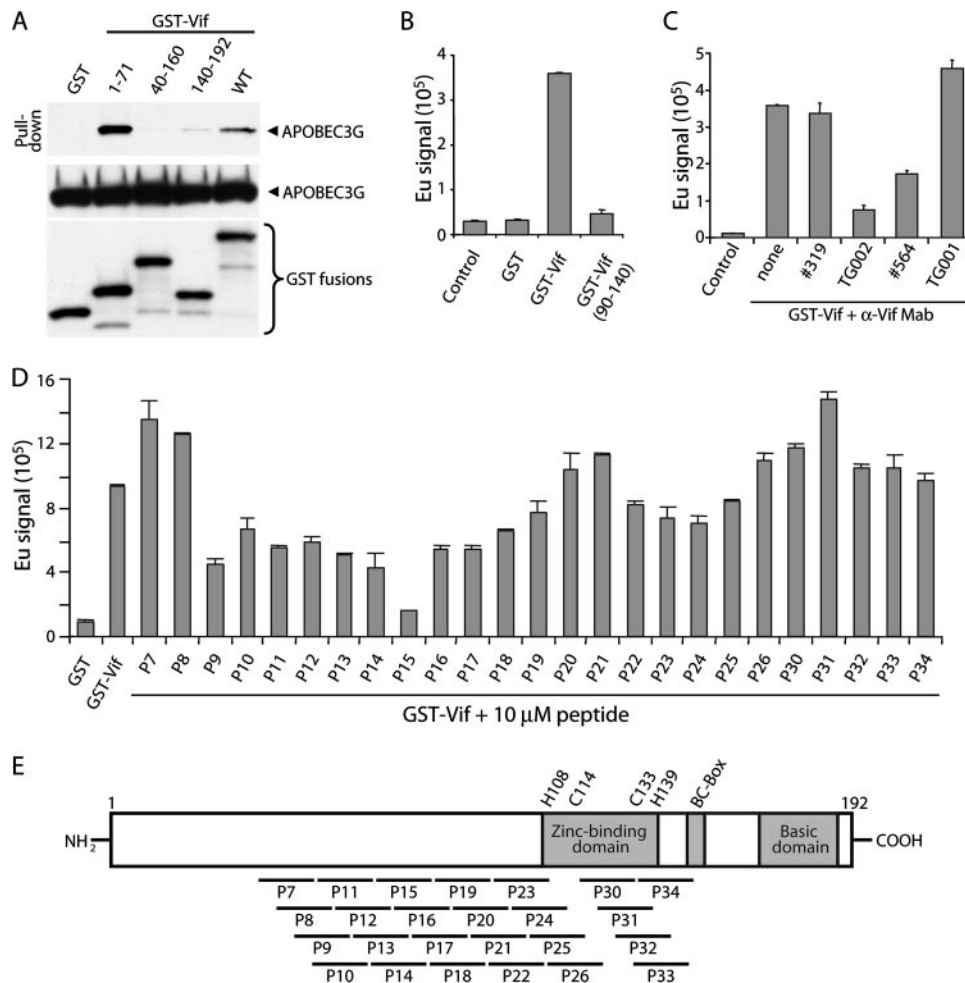 A
GST-Vif
GST
1-71
40-160
140-192
WT
Pull-
down
◄APOBEC3G
◄APOBEC3G
GST fusions
B
Eu signal (10⁵)
4
3
2
1
0
Control
GST
GST-Vif
GST-Vif
(90-140)
C
Eu signal (10⁵)
5
4
3
2
1
0
Control
none
#319
TG002
#564
TG001
GST-Vif + α-Vif Mab
D
Eu signal (10⁵)
16
12
8
4
0
GST
GST-Vif
P7
P8
P9
P10
P11
P12
P13
P14
P15
P16
P17
P18
P19
P20
P21
P22
P23
P24
P25
P26
P30
P31
P32
P33
P34
GST-Vif + 10 μM peptide
E
1
H108
C114
C133
H139
BC-Box
192
NH₂
Zinc-binding
domain
Basic
domain
COOH
P7 P11 P15 P19 P23 P30 P34
P8 P12 P16 P20 P24 P31
P9 P13 P17 P21 P25 P32
P10 P14 P18 P22 P26 P33